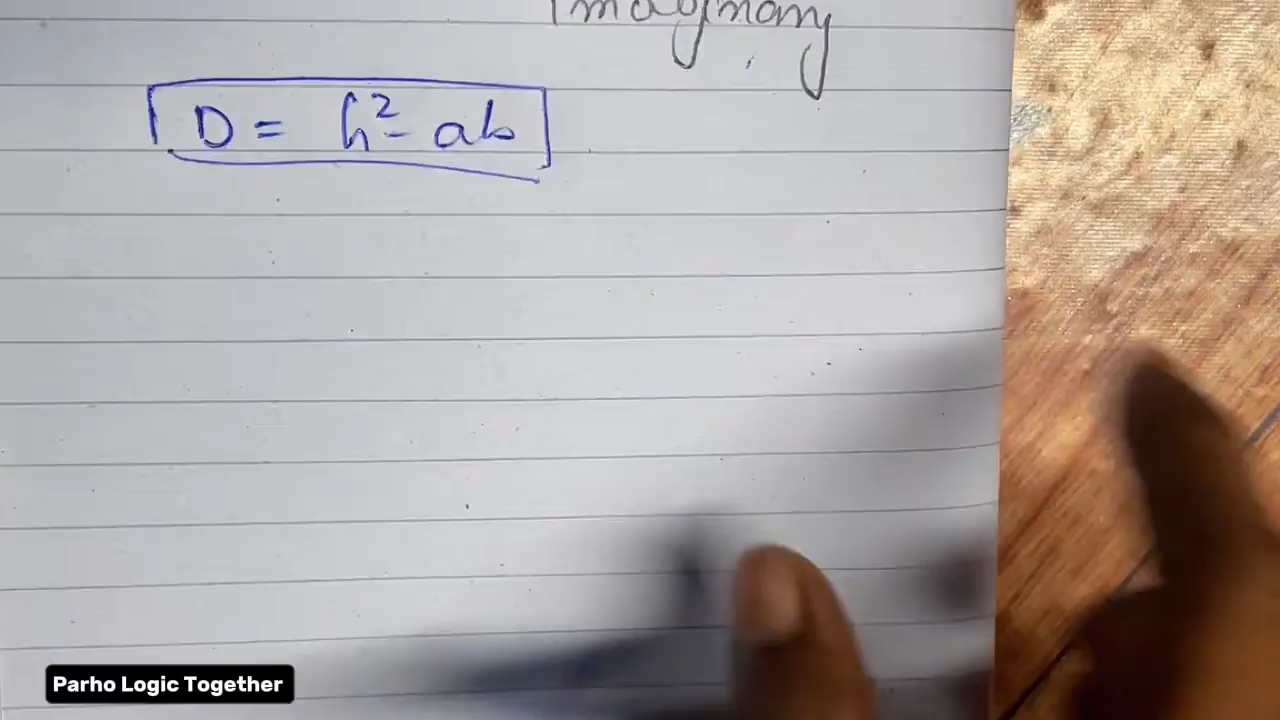 Imaginary
D = h² - ab
Parho Logic Together